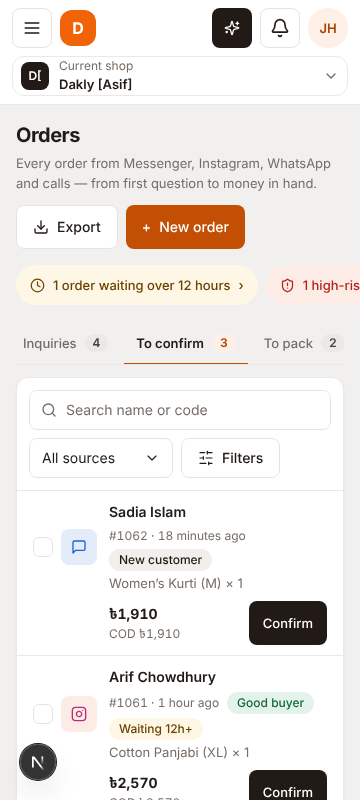 D
JH
D[
Current shop
Dakly [Asif]
Orders
Every order from Messenger, Instagram, WhatsApp
and calls — from first question to money in hand.
Export
+ New order
1 order waiting over 12 hours ›
1 high-ris
Inquiries 4
To confirm 3
To pack 2
Search name or code
All sources
Filters
Sadia Islam
#1062 · 18 minutes ago
New customer
Women’s Kurti (M) × 1
৳1,910
COD ৳1,910
Confirm
Arif Chowdhury
#1061 · 1 hour ago Good buyer
Waiting 12h+
Cotton Panjabi (XL) × 1
৳2,570
Confirm
N